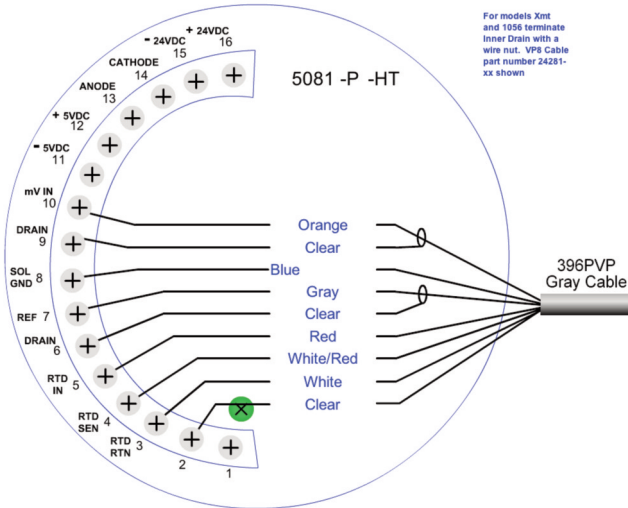 For models Xmt
and 1056 terminate
Inner Drain with a
wire nut. VP8 Cable
part number 24281-
xx shown
5081 -P -HT
+ 24VDC
16
- 24VDC
15
CATHODE
14
ANODE
13
+ 5VDC
12
- 5VDC
11
mV IN
10
DRAIN
9
SOL
GND 8
REF 7
DRAIN
6
RTD
IN 5
RTD
SEN 4
RTD
RTN 3
2
1
Orange
Clear
Blue
Gray
Clear
Red
White/Red
White
Clear
396PVP
Gray Cable